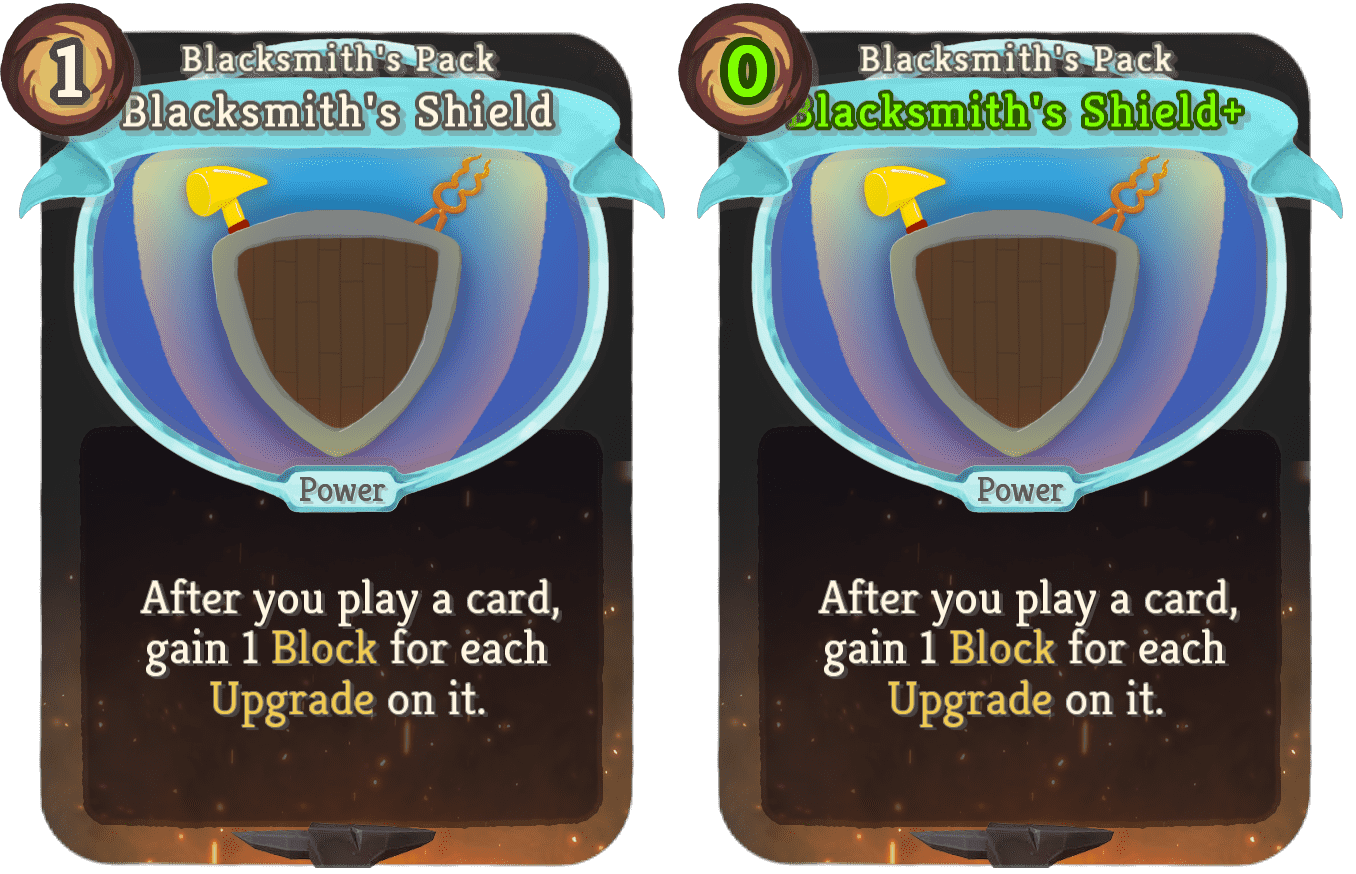 1
Blacksmith's Pack
Blacksmith's Shield
Power
After you play a card,
gain 1 Block for each
Upgrade on it.
0
Blacksmith's Pack
Blacksmith's Shield+
Power
After you play a card,
gain 1 Block for each
Upgrade on it.